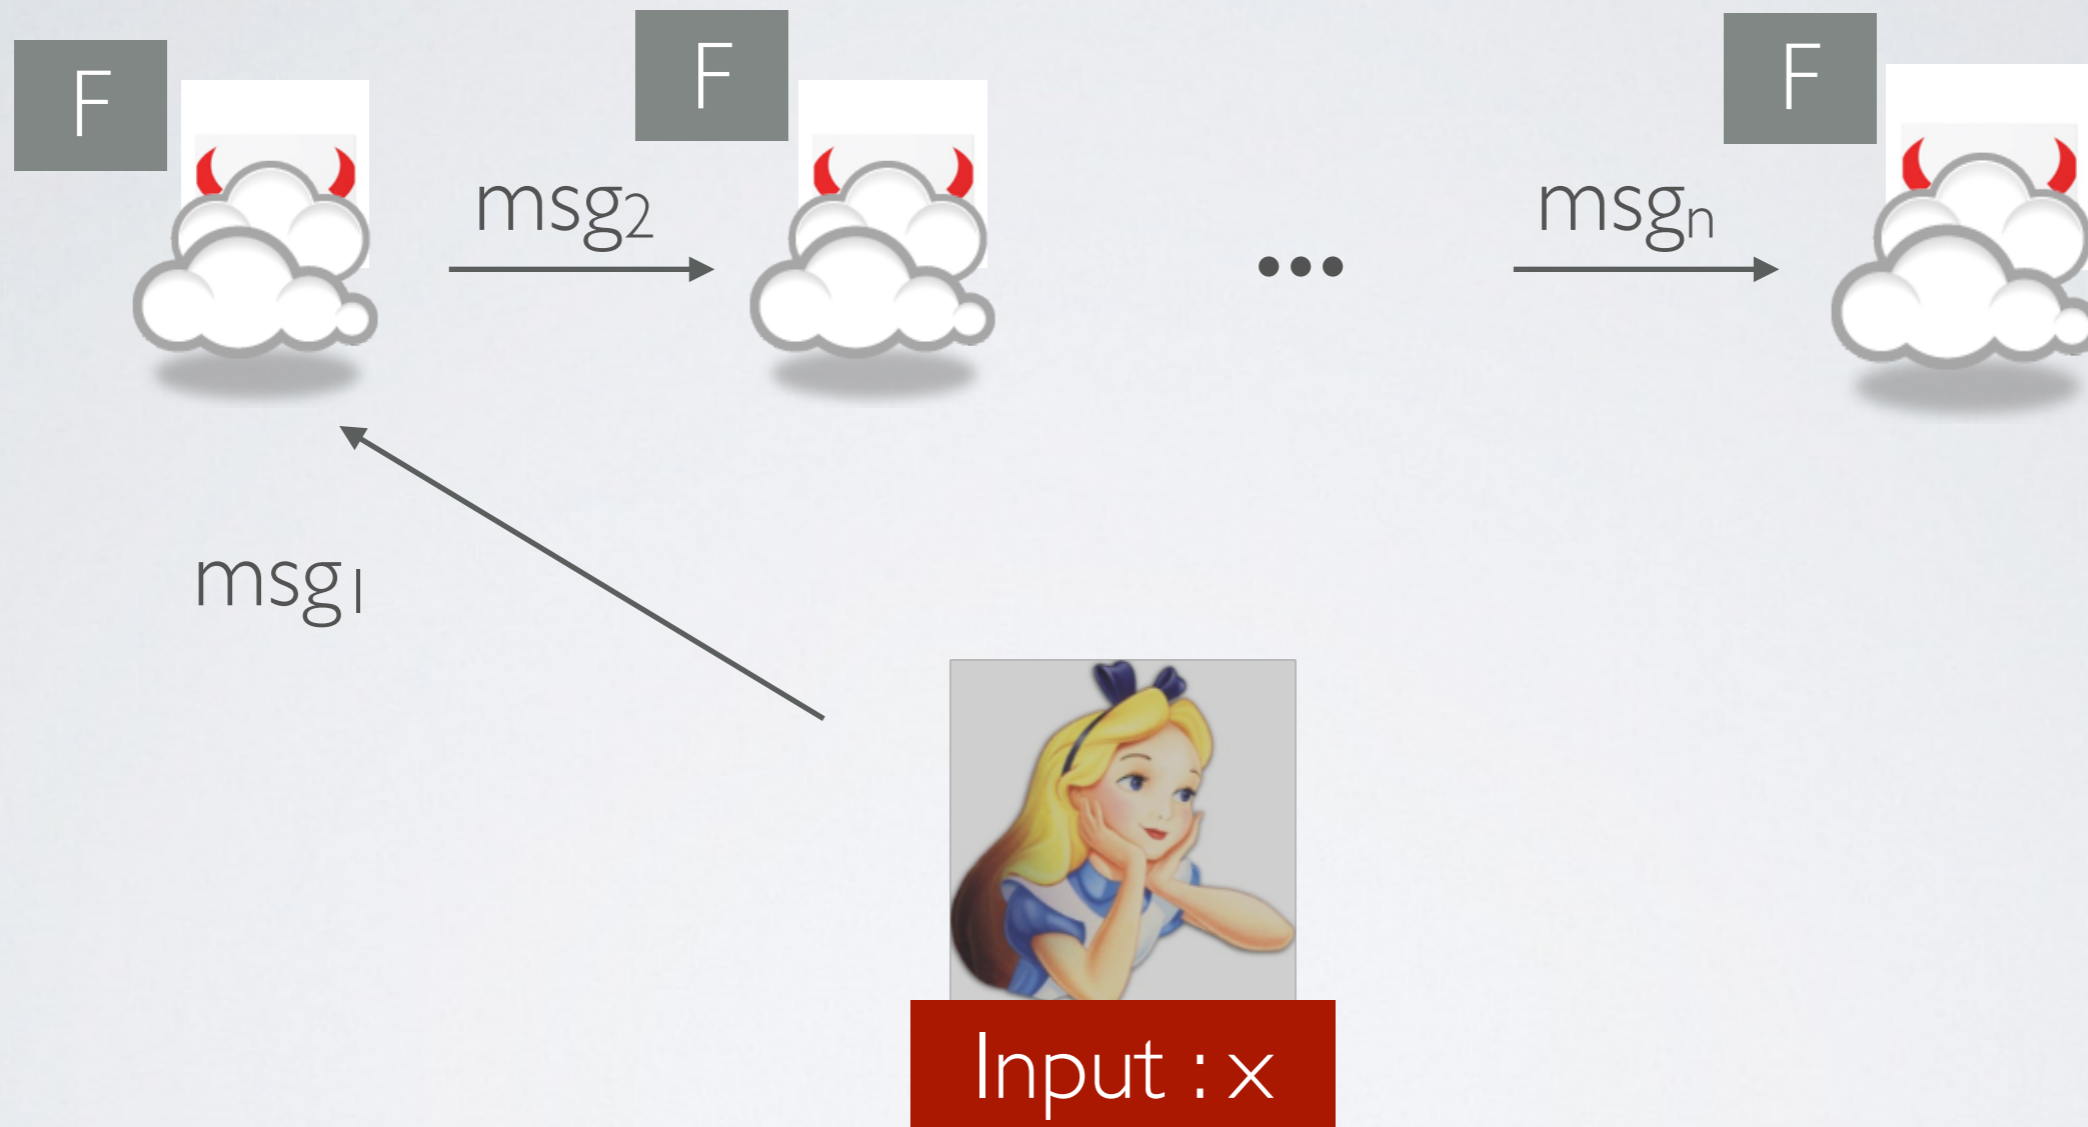 F
F
F
msg₂
msgₙ
•••
msg₁
Input : x